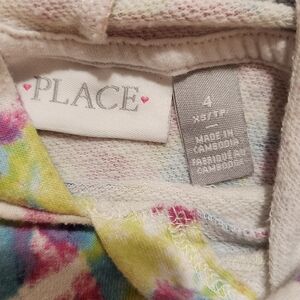 PLACE
4
XS/TP
MADE IN
CAMBODIA
FABRIQUÉ AU
CAMBODGE